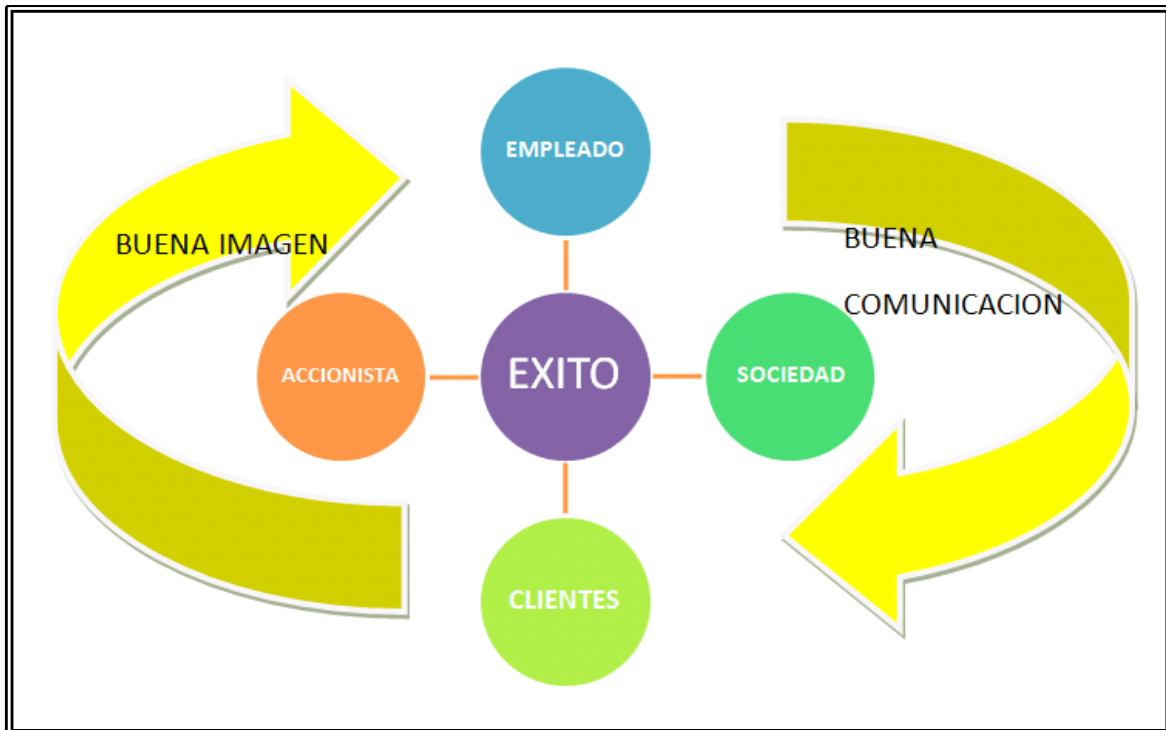 EMPLEADO
BUENA IMAGEN
BUENA
COMUNICACION
ACCIONISTA
EXITO
SOCIEDAD
CLIENTES